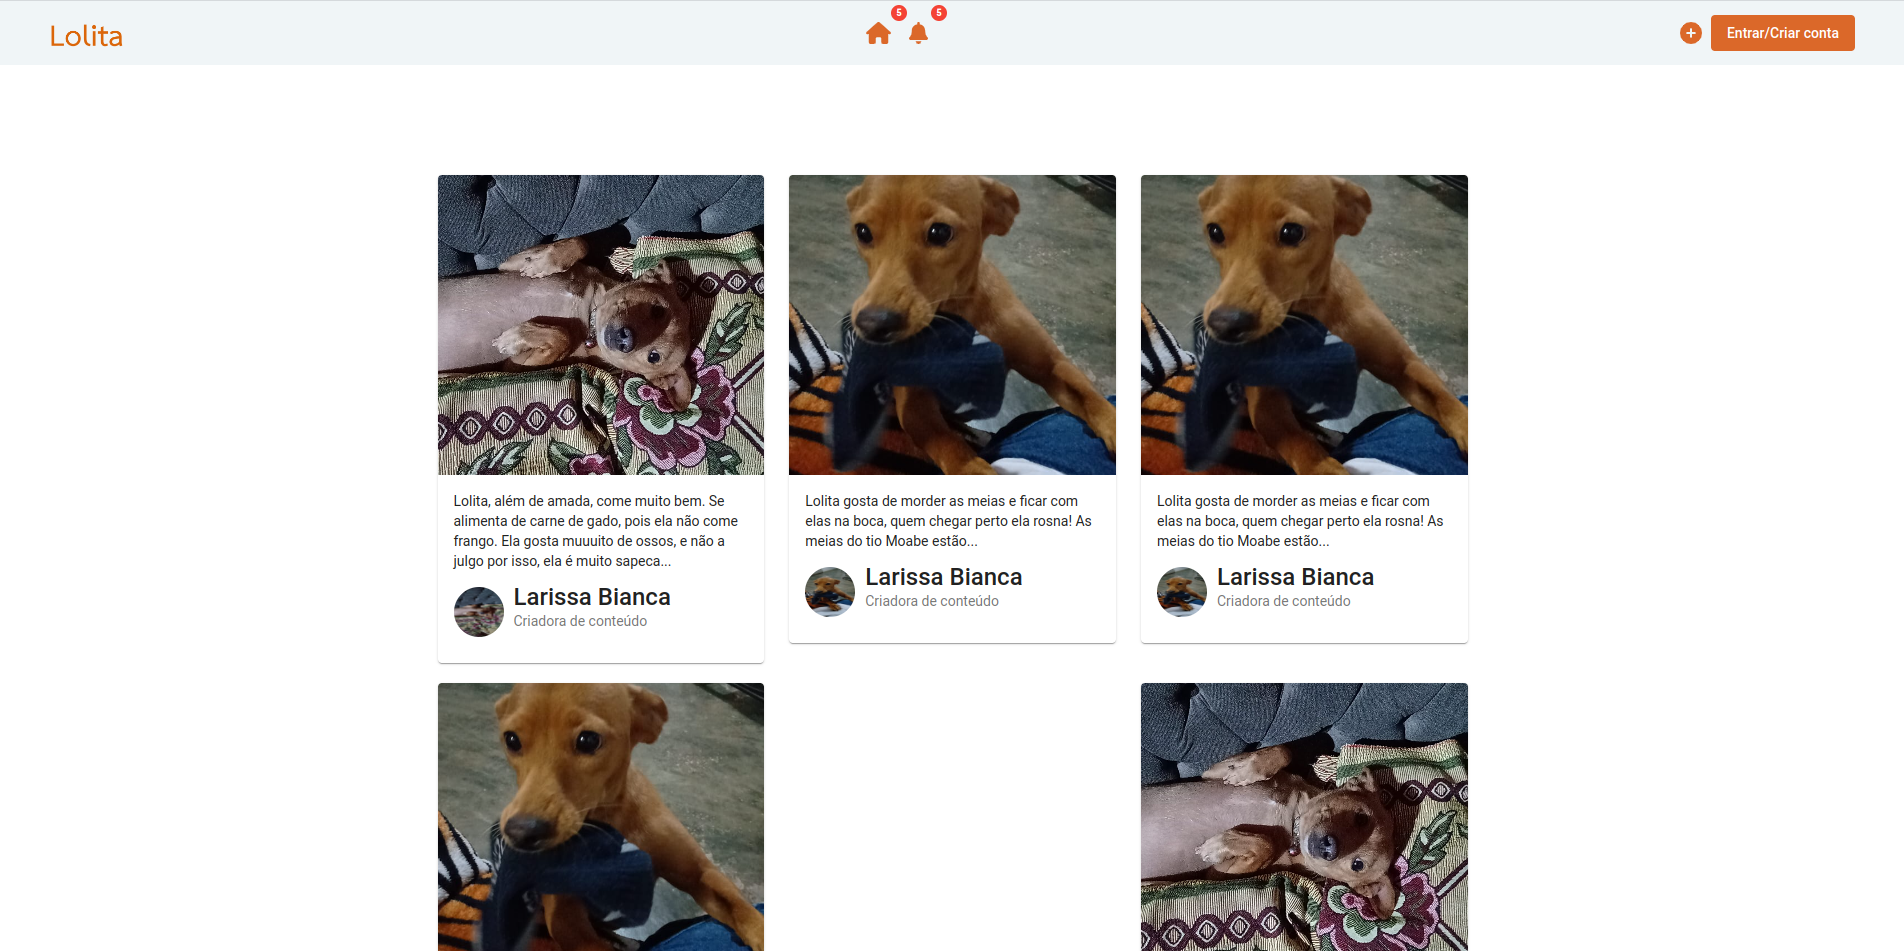 Lolita
5
5
Entrar/Criar conta
Lolita, além de amada, come muito bem. Se
alimenta de carne de gado, pois ela não come
frango. Ela gosta muuuito de ossos, e não a
julgo por isso, ela é muito sapeca...
Larissa Bianca
Criadora de conteúdo
Lolita gosta de morder as meias e ficar com
elas na boca, quem chegar perto ela rosna! As
meias do tio Moabe estão...
Larissa Bianca
Criadora de conteúdo
Lolita gosta de morder as meias e ficar com
elas na boca, quem chegar perto ela rosna! As
meias do tio Moabe estão...
Larissa Bianca
Criadora de conteúdo